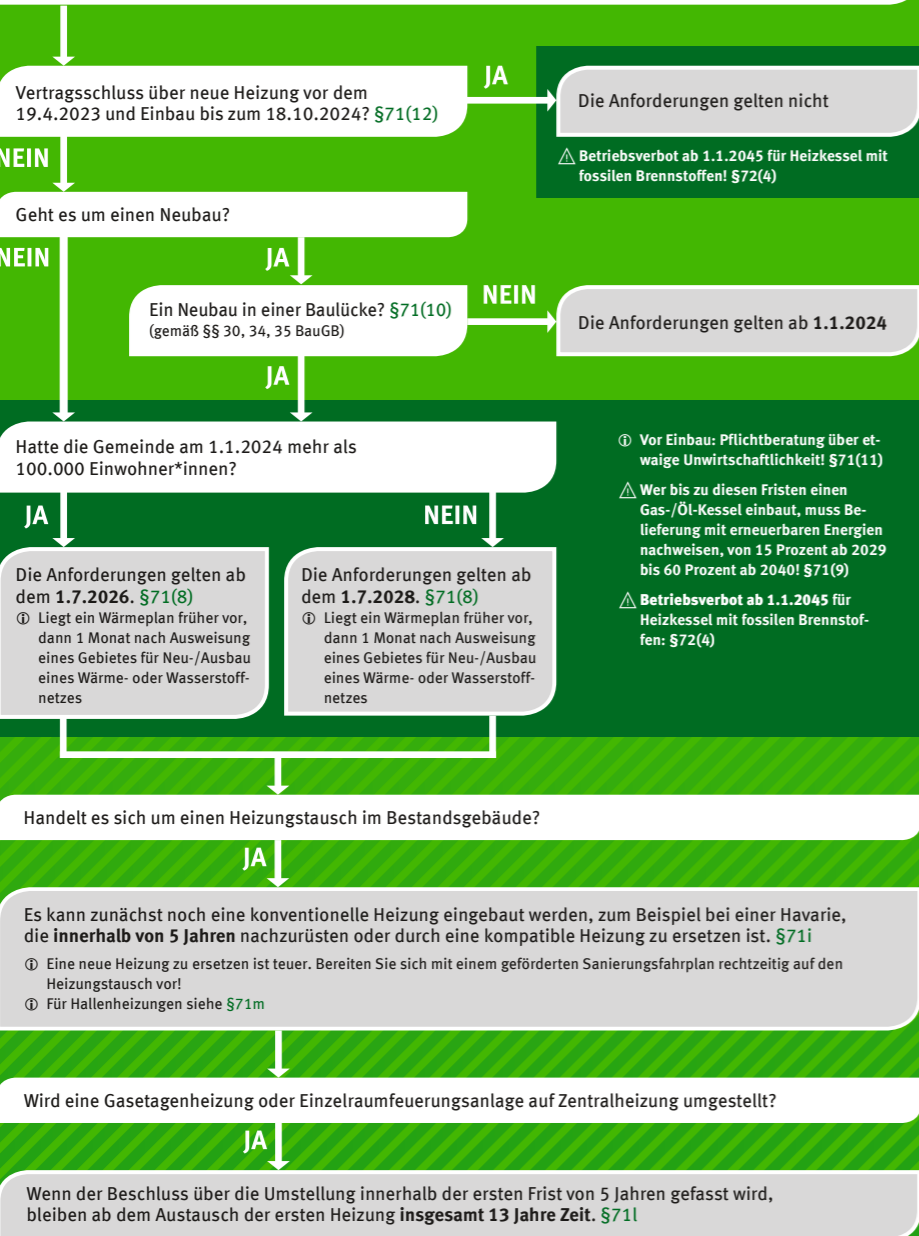 Vertragsschluss über neue Heizung vor dem
19.4.2023 und Einbau bis zum 18.10.2024? §71(12)
JA
Die Anforderungen gelten nicht
⚠ Betriebsverbot ab 1.1.2045 für Heizkessel mit
fossilen Brennstoffen! §72(4)
NEIN
Geht es um einen Neubau?
NEIN
JA
Ein Neubau in einer Baulücke? §71(10)
(gemäß §§ 30, 34, 35 BauGB)
NEIN
Die Anforderungen gelten ab 1.1.2024
JA
Hatte die Gemeinde am 1.1.2024 mehr als
100.000 Einwohner*innen?
ⓘ Vor Einbau: Pflichtberatung über et-
waige Unwirtschaftlichkeit! §71(11)
⚠ Wer bis zu diesen Fristen einen
Gas-/Öl-Kessel einbaut, muss Be-
lieferung mit erneuerbaren Energien
nachweisen, von 15 Prozent ab 2029
bis 60 Prozent ab 2040! §71(9)
⚠ Betriebsverbot ab 1.1.2045 für
Heizkessel mit fossilen Brennstof-
fen: §72(4)
JA
Die Anforderungen gelten ab
dem 1.7.2026. §71(8)
ⓘ Liegt ein Wärmeplan früher vor,
dann 1 Monat nach Ausweisung
eines Gebietes für Neu-/Ausbau
eines Wärme- oder Wasserstoff-
netzes
NEIN
Die Anforderungen gelten ab
dem 1.7.2028. §71(8)
ⓘ Liegt ein Wärmeplan früher vor,
dann 1 Monat nach Ausweisung
eines Gebietes für Neu-/Ausbau
eines Wärme- oder Wasserstoff-
netzes
Handelt es sich um einen Heizungstausch im Bestandsgebäude?
JA
Es kann zunächst noch eine konventionelle Heizung eingebaut werden, zum Beispiel bei einer Havarie,
die innerhalb von 5 Jahren nachzurüsten oder durch eine kompatible Heizung zu ersetzen ist. §71i
ⓘ Eine neue Heizung zu ersetzen ist teuer. Bereiten Sie sich mit einem geförderten Sanierungsfahrplan rechtzeitig auf den
Heizungstausch vor!
ⓘ Für Hallenheizungen siehe §71m
Wird eine Gasetagenheizung oder Einzelraumfeuerungsanlage auf Zentralheizung umgestellt?
JA
Wenn der Beschluss über die Umstellung innerhalb der ersten Frist von 5 Jahren gefasst wird,
bleiben ab dem Austausch der ersten Heizung insgesamt 13 Jahre Zeit. §71l